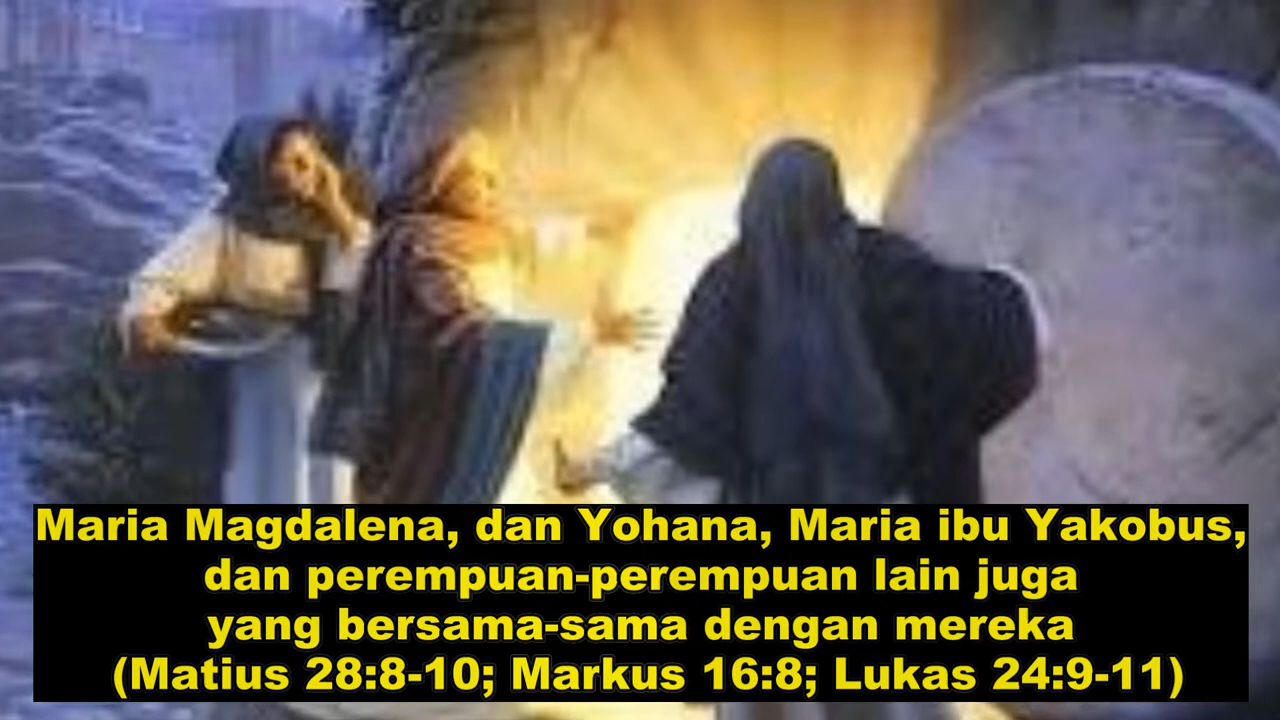 Maria Magdalena, dan Yohana, Maria ibu Yakobus,
dan perempuan-perempuan lain juga
yang bersama-sama dengan mereka
(Matius 28:8-10; Markus 16:8; Lukas 24:9-11)